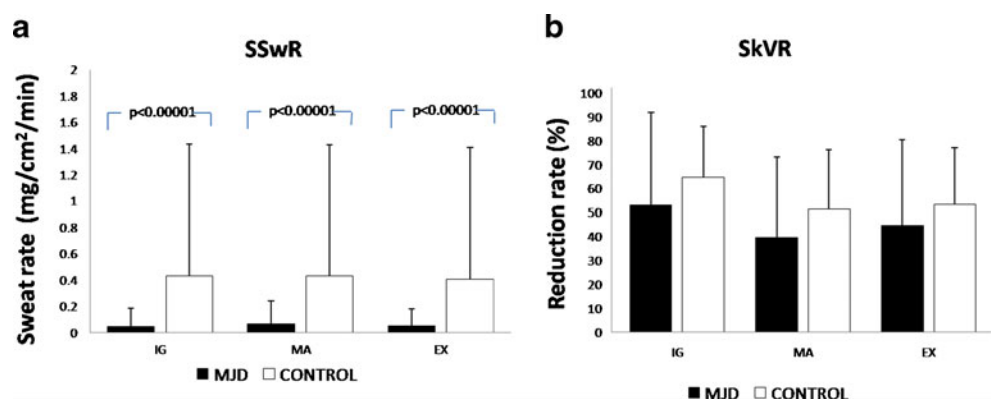 a
SSwR
Sweat rate (mg/cm²/min)
2
1.8
1.6
1.4
1.2
1
0.8
0.6
0.4
0.2
0
p<0.00001
p<0.00001
p<0.00001
IG
MA
EX
MJD
CONTROL
b
SkVR
Reduction rate (%)
100
90
80
70
60
50
40
30
20
10
0
IG
MA
EX
MJD
CONTROL